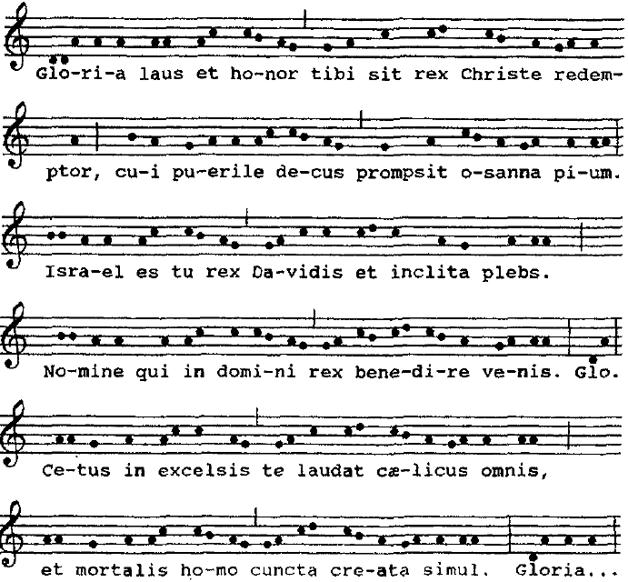 Glo-ri-a laus et ho-nor tibi sit rex Christe redem-
ptor, cu-i pu-erile de-cus prompsit o-sanna pi-um.
Isra-el es tu rex Da-vidis et inclita plebs.
No-mine qui in domi-ni rex bene-di-re ve-nis. Glo.
Ce-tus in excelsis te laudat cæ-licus omnis,
et mortalis ho-mo cuncta cre-ata simul. Gloria...